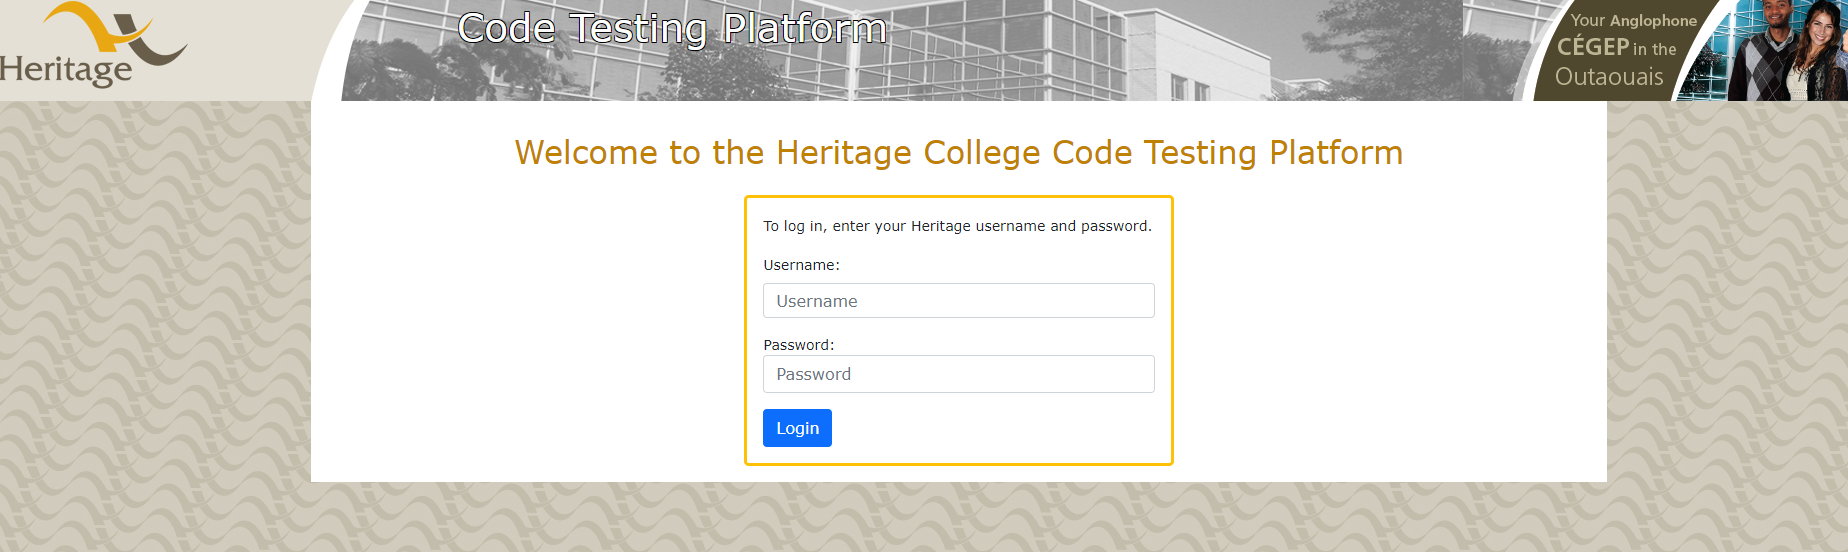 Heritage
Code Testing Platform
Your Anglophone
CÉGEP in the
Outaouais
Welcome to the Heritage College Code Testing Platform
To log in, enter your Heritage username and password.
Username:
Username
Password:
Password
Login